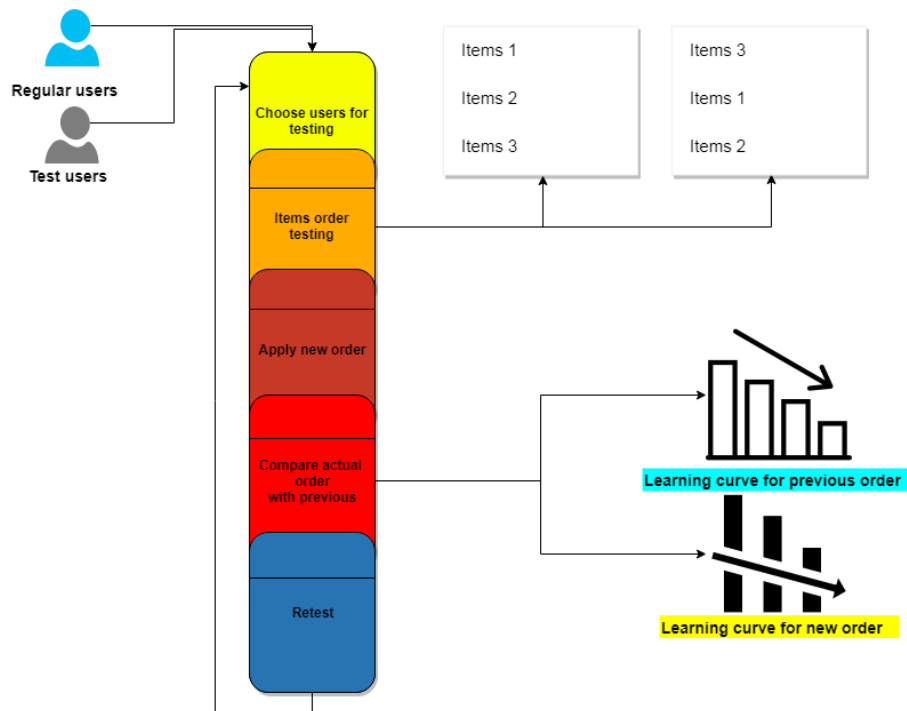 Regular users
Test users
Choose users for
testing
Items order
testing
Apply new order
Compare actual
order
with previous
Retest
Items 1
Items 2
Items 3
Items 3
Items 1
Items 2
Learning curve for previous order
Learning curve for new order